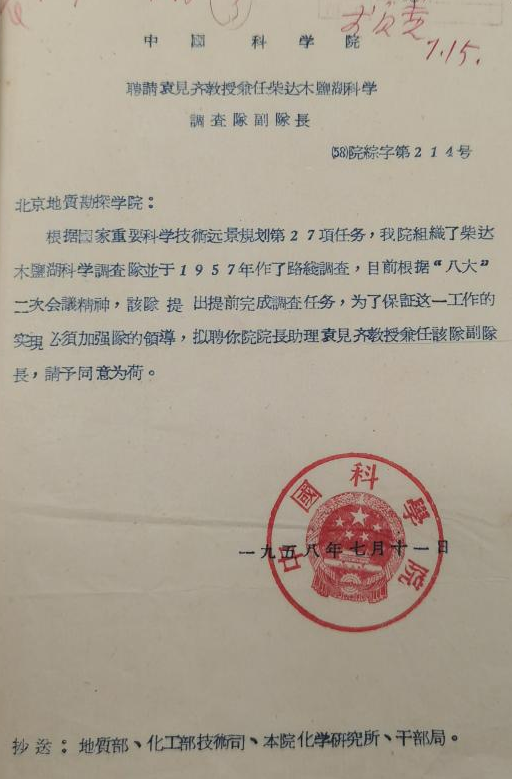 (3)
7.15.
中國科学院
聘請袁見齐教授兼任柴达木鹽湖科学
調查隊副隊長
(58)院綜字第214号
北京地質勘探学院：
根据國家重要科学技術远景規划第27項任务，我院組織了柴达
木鹽湖科学調查隊並于1957年作了路綫調查，目前根据“八大”
二次会議精神，該隊提出提前完成調查任务，为了保証这一工作的
实現必須加强隊的領導，拟聘你院院長助理袁見齐教授兼任該隊副隊
長，請予同意为荷。
中國科學院
一九五八年七月十一日
抄送：地質部、化工部技術司、本院化学研究所、干部局。